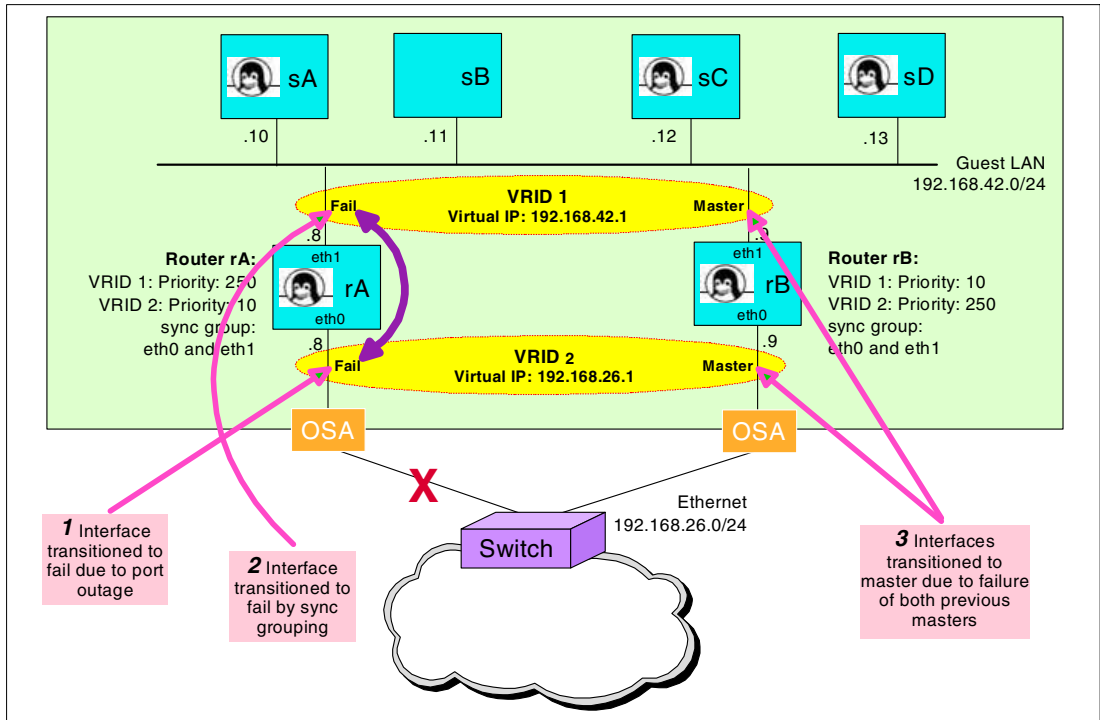 sA
sB
sC
sD
.10
.11
.12
.13
Guest LAN
192.168.42.0/24
VRID 1
Virtual IP: 192.168.42.1
Fail
Master
.8
.9
eth1
eth1
Router rA:
VRID 1: Priority: 250
VRID 2: Priority: 10
sync group:
eth0 and eth1
rA
eth0
.8
rB
eth0
.9
Router rB:
VRID 1: Priority: 10
VRID 2: Priority: 250
sync group:
eth0 and eth1
VRID 2
Virtual IP: 192.168.26.1
Fail
Master
OSA
OSA
X
Ethernet
192.168.26.0/24
Switch
1 Interface
transitioned to
fail due to port
outage
2 Interface
transitioned to
fail by sync
grouping
3 Interfaces
transitioned to
master due to failure
of both previous
masters